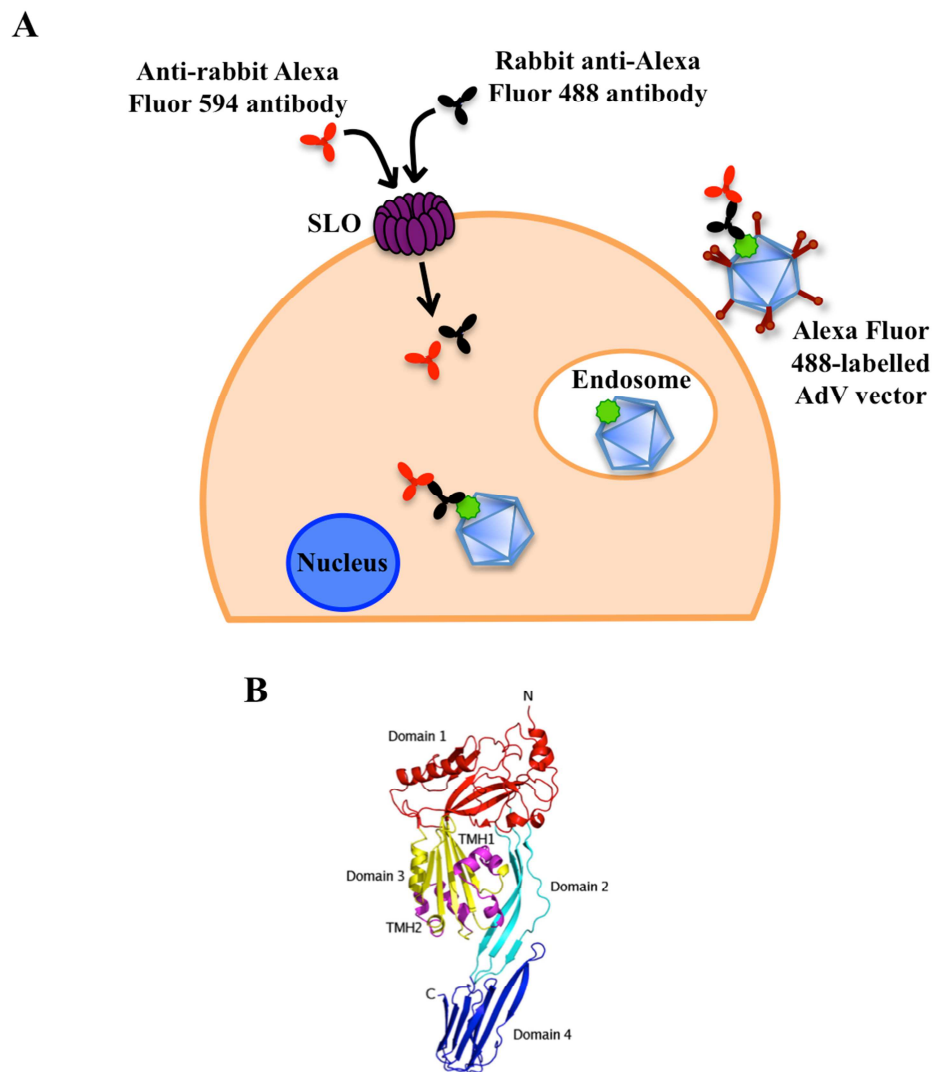 A
Anti-rabbit Alexa
Fluor 594 antibody
Rabbit anti-Alexa
Fluor 488 antibody
SLO
Alexa Fluor
488-labelled
AdV vector
Endosome
Nucleus
B
N
Domain 1
TMH1
Domain 3
Domain 2
TMH2
C
Domain 4